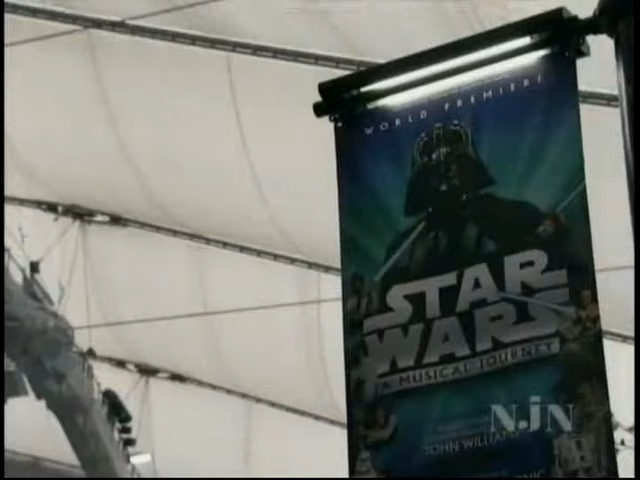 WORLD PREMIERE
STAR
WARS
A MUSICAL JOURNEY
JOHN WILLIAMS
NJN